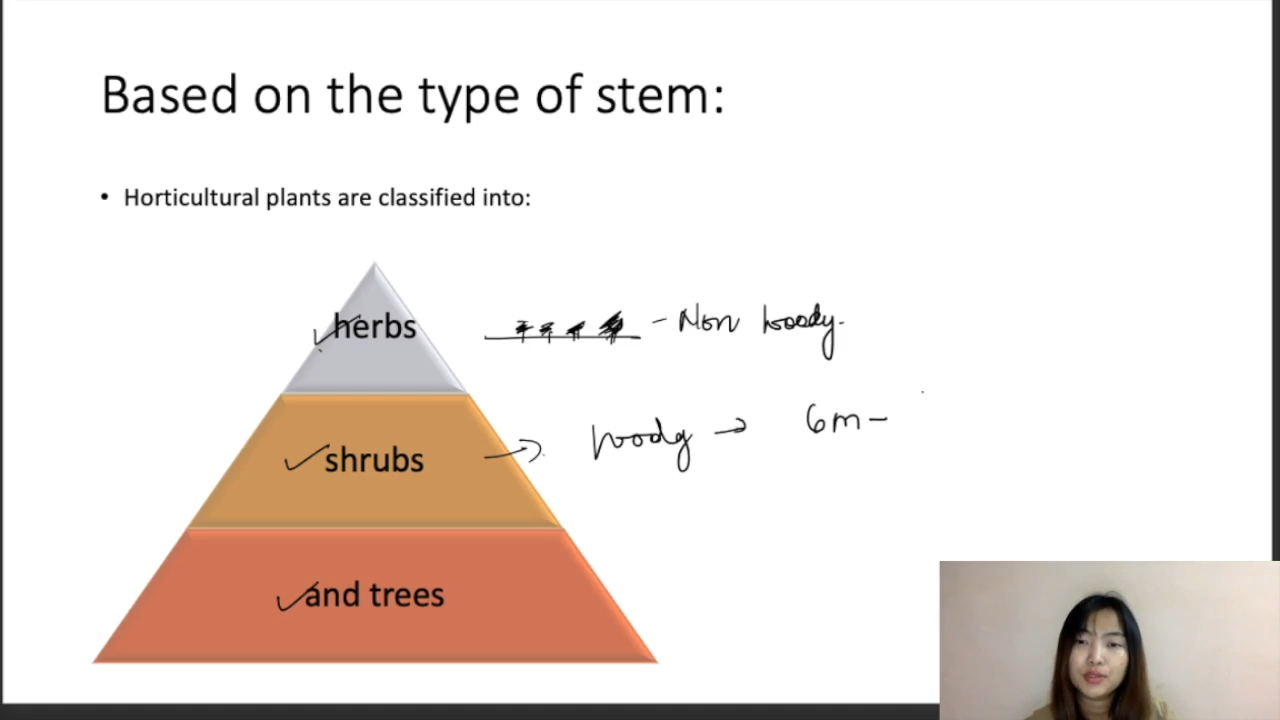 Based on the type of stem:
• Horticultural plants are classified into:
herbs
- Non woody.
shrubs
→ woody → 6m-
and trees